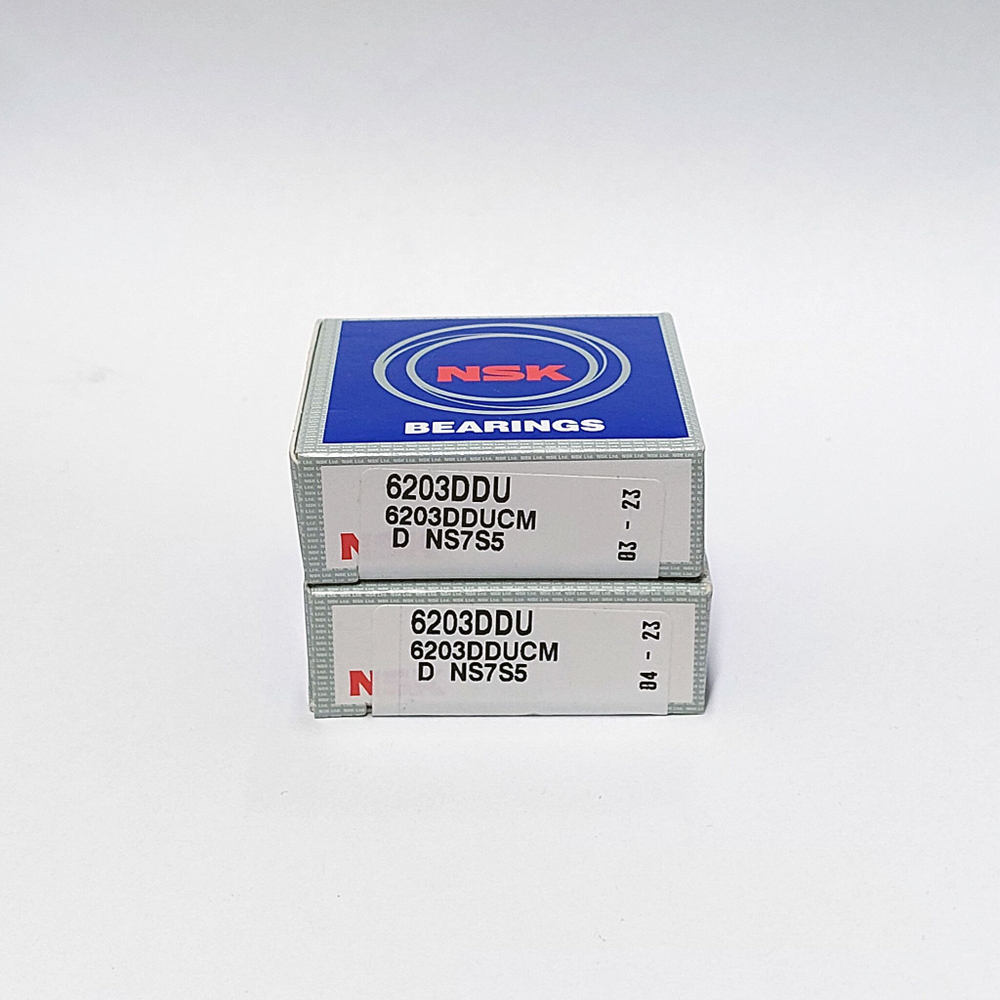 NSK
BEARINGS
6203DDU
6203DDUCM
D NS7S5
03 - 23
N
6203DDU
6203DDUCM
D NS7S5
04 - 23
N